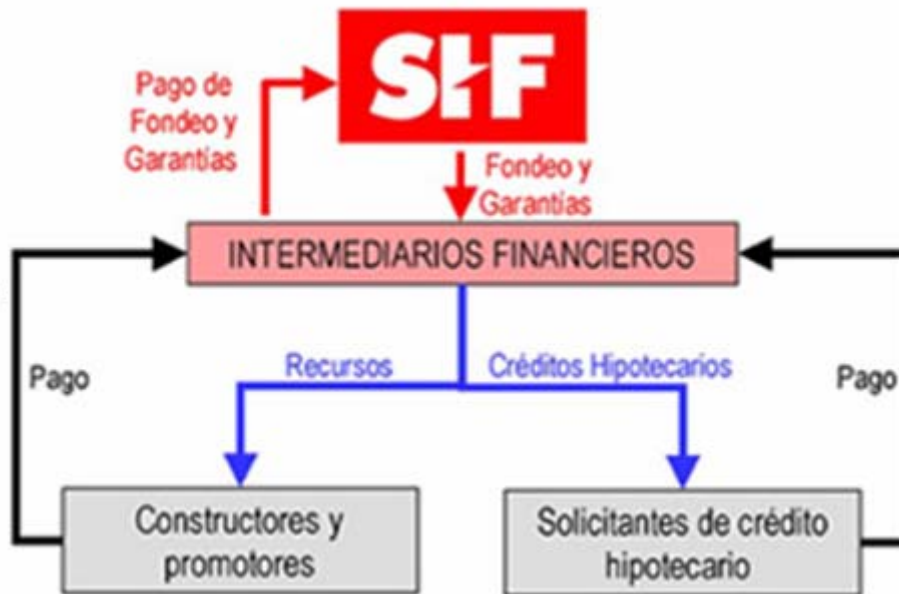 SHF
Pago de
Fondeo y
Garantías
Fondeo y
Garantías
INTERMEDIARIOS FINANCIEROS
Recursos
Créditos Hipotecarios
Pago
Pago
Constructores y
promotores
Solicitantes de crédito
hipotecario